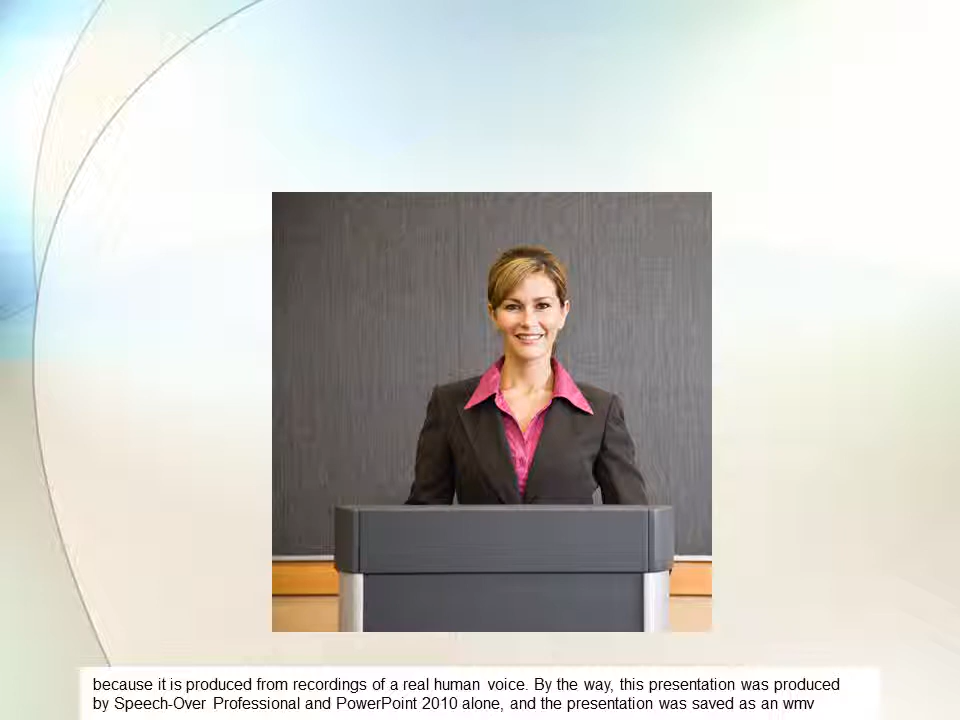 because it is produced from recordings of a real human voice. By the way, this presentation was produced
by Speech-Over Professional and PowerPoint 2010 alone, and the presentation was saved as an wmv